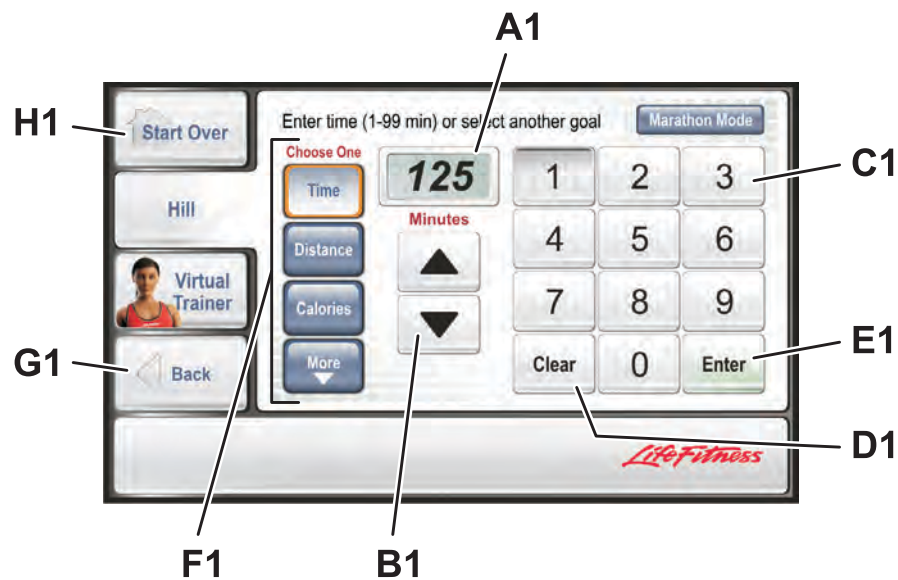 A1
H1
Start Over
Enter time (1-99 min) or select another goal
Marathon Mode
Choose One
Time
125
Minutes
1 2 3
C1
Hill
Distance
4 5 6
Virtual
Trainer
Calories
7 8 9
G1
Back
More
Clear 0 Enter
E1
LifeFitness
D1
F1
B1